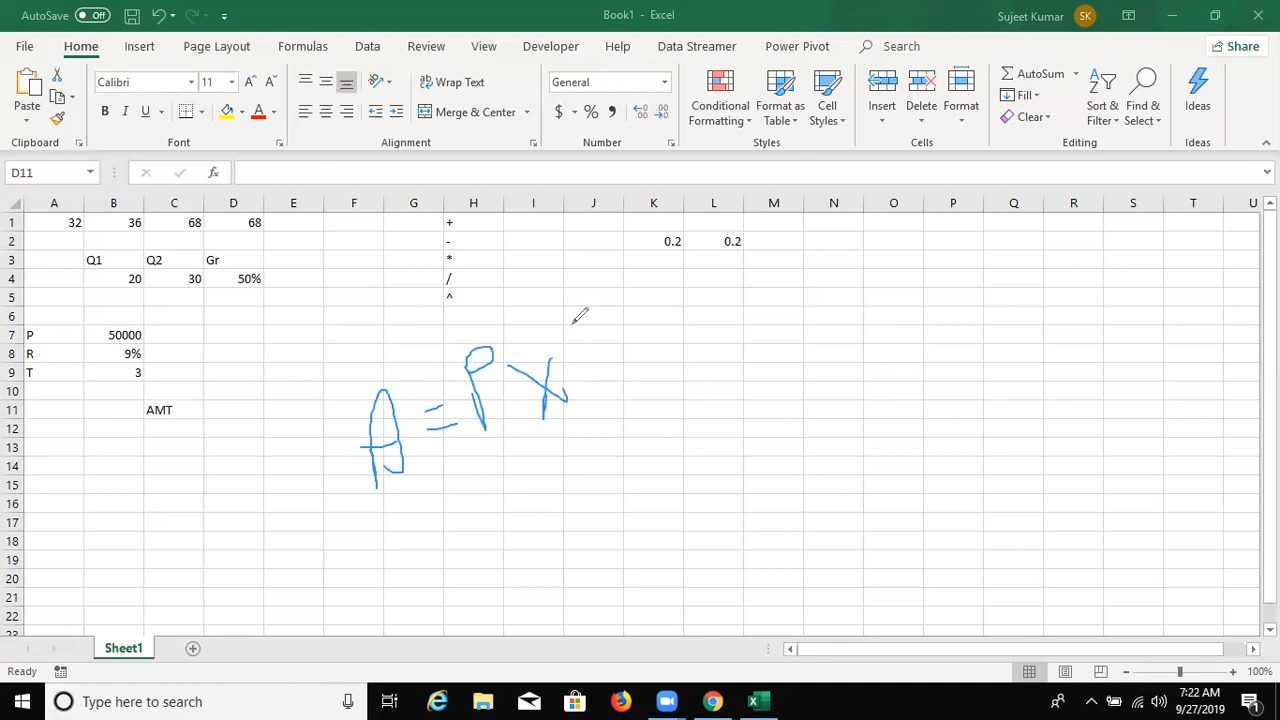 AutoSave Off Book1 - Excel Sujeet Kumar SK
File Home Insert Page Layout Formulas Data Review View Developer Help Data Streamer Power Pivot Search Share
Paste Calibri 11 Wrap Text General Conditional Formatting Format as Table Cell Styles Insert Delete Format AutoSum Fill Clear Sort & Filter Find & Select Ideas
B I U Merge & Center $ % ,
Clipboard Font Alignment Number Styles Cells Editing Ideas
D11 fx
A B C D E F G H I J K L M N O P Q R S T U
1 32 36 68 68 +
2 - 0.2 0.2
3 Q1 Q2 Gr *
4 20 30 50% /
5 ^
6
7 P 50000
8 R 9%
9 T 3
10
11 AMT
12
13
14
15
16
17
18
19
20
21
22
23
A = P X
Sheet1
Ready 100%
Type here to search 7:22 AM
9/27/2019 1